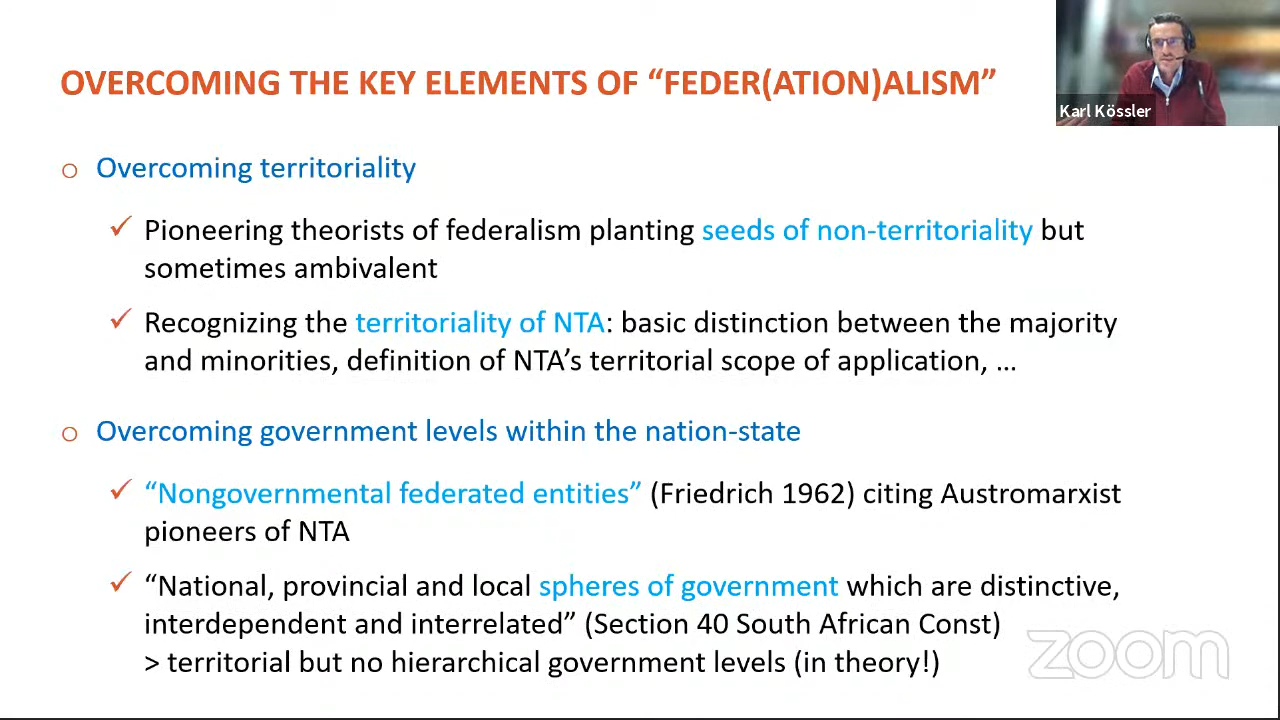 OVERCOMING THE KEY ELEMENTS OF “FEDER(ATION)ALISM”
Karl Kössler
o Overcoming territoriality
✓ Pioneering theorists of federalism planting seeds of non-territoriality but
sometimes ambivalent
✓ Recognizing the territoriality of NTA: basic distinction between the majority
and minorities, definition of NTA’s territorial scope of application, …
o Overcoming government levels within the nation-state
✓ “Nongovernmental federated entities” (Friedrich 1962) citing Austromarxist
pioneers of NTA
✓ “National, provincial and local spheres of government which are distinctive,
interdependent and interrelated” (Section 40 South African Const)
> territorial but no hierarchical government levels (in theory!)
zoom